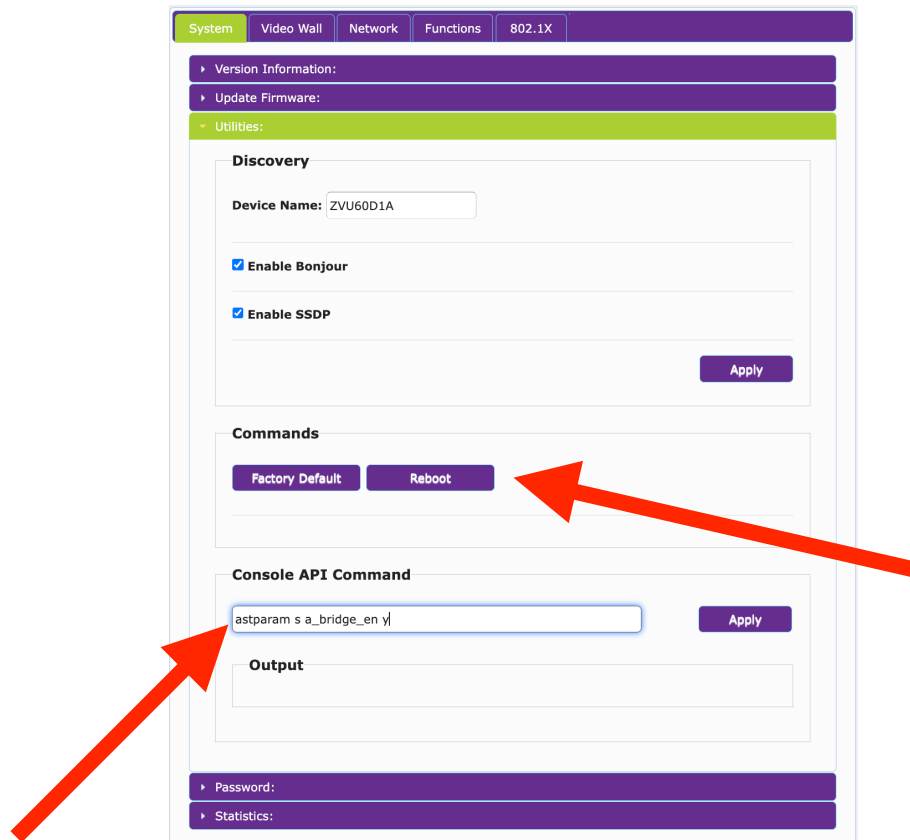 System Video Wall Network Functions 802.1X
Version Information:
Update Firmware:
Utilities:
Discovery
Device Name: ZVU60D1A
Enable Bonjour
Enable SSDP
Apply
Commands
Factory Default Reboot
Console API Command
astparam s a_bridge_en y Apply
Output
Password:
Statistics: